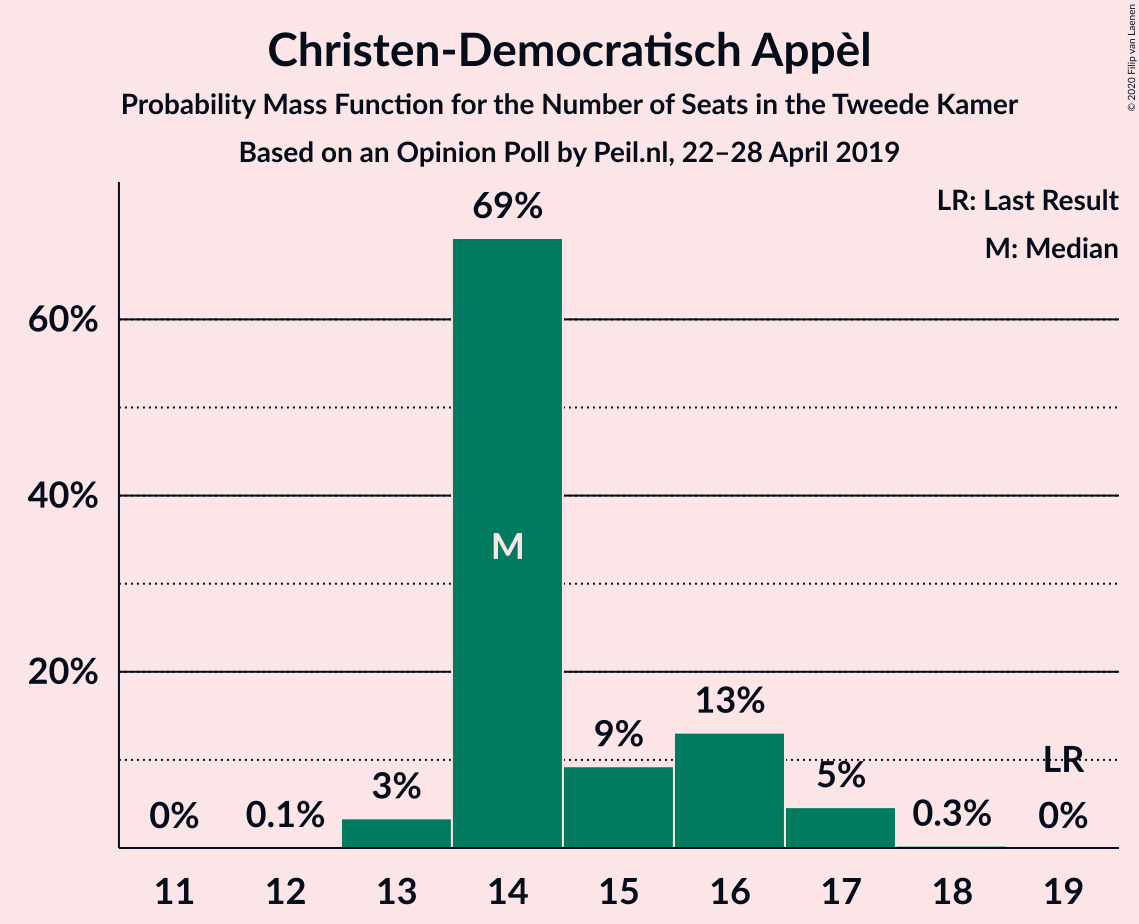 Christen-Democratisch Appèl
Probability Mass Function for the Number of Seats in the Tweede Kamer
Based on an Opinion Poll by Peil.nl, 22–28 April 2019
© 2020 Filip van Laenen
LR: Last Result
M: Median
60%
40%
20%
0%
0.1%
3%
69%
M
9%
13%
5%
0.3%
LR
0%
11 12 13 14 15 16 17 18 19